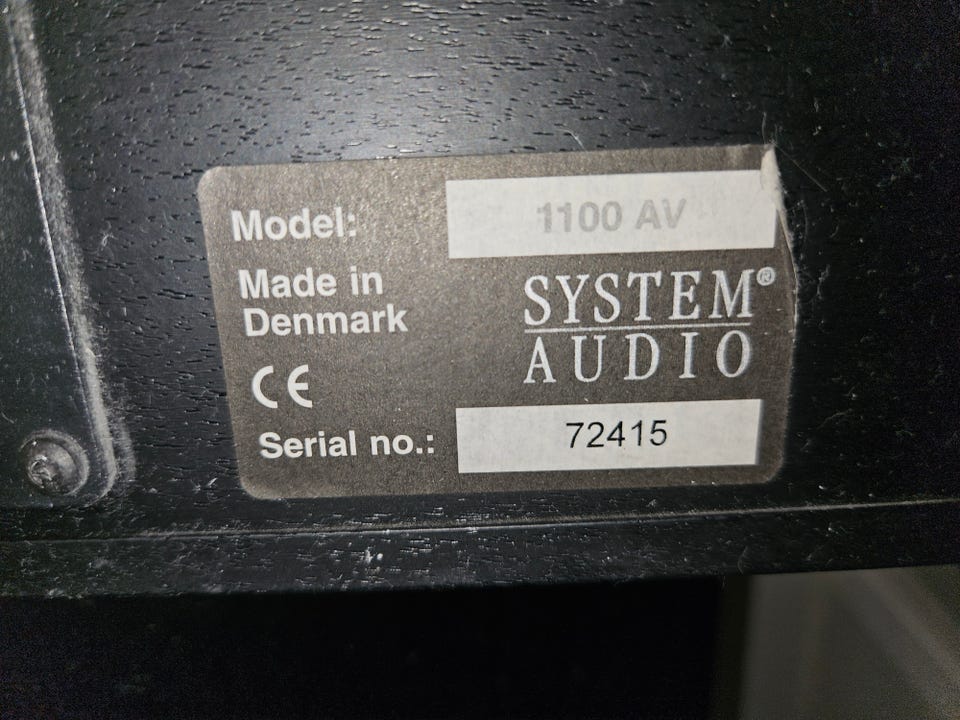 Model: 1100 AV
Made in
Denmark
SYSTEM®
AUDIO
CE
Serial no.: 72415